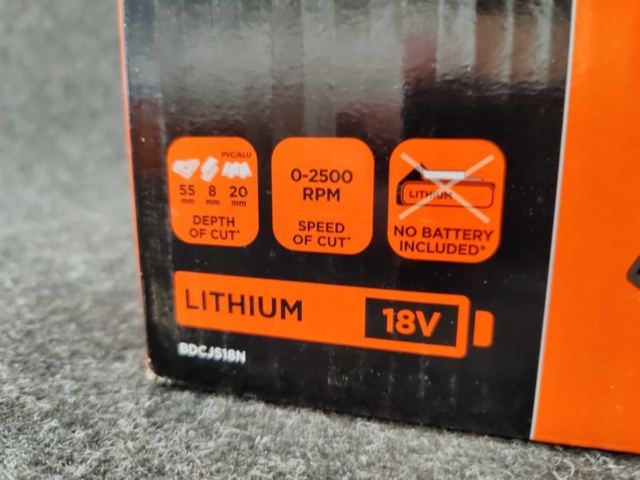 PVC/ALU
55 8 20
mm mm mm
DEPTH
OF CUT*
0-2500
RPM
SPEED
OF CUT*
LITHIUM
NO BATTERY
INCLUDED*
LITHIUM
18V
BDCJS18N